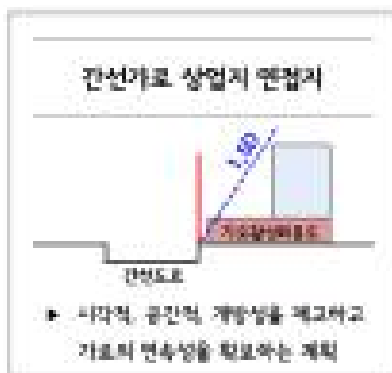 간선가로 상업지 연접지
간선도로
▶ 시각적, 공간적, 개방성을 제고하고
가로의 연속성을 확보하는 계획